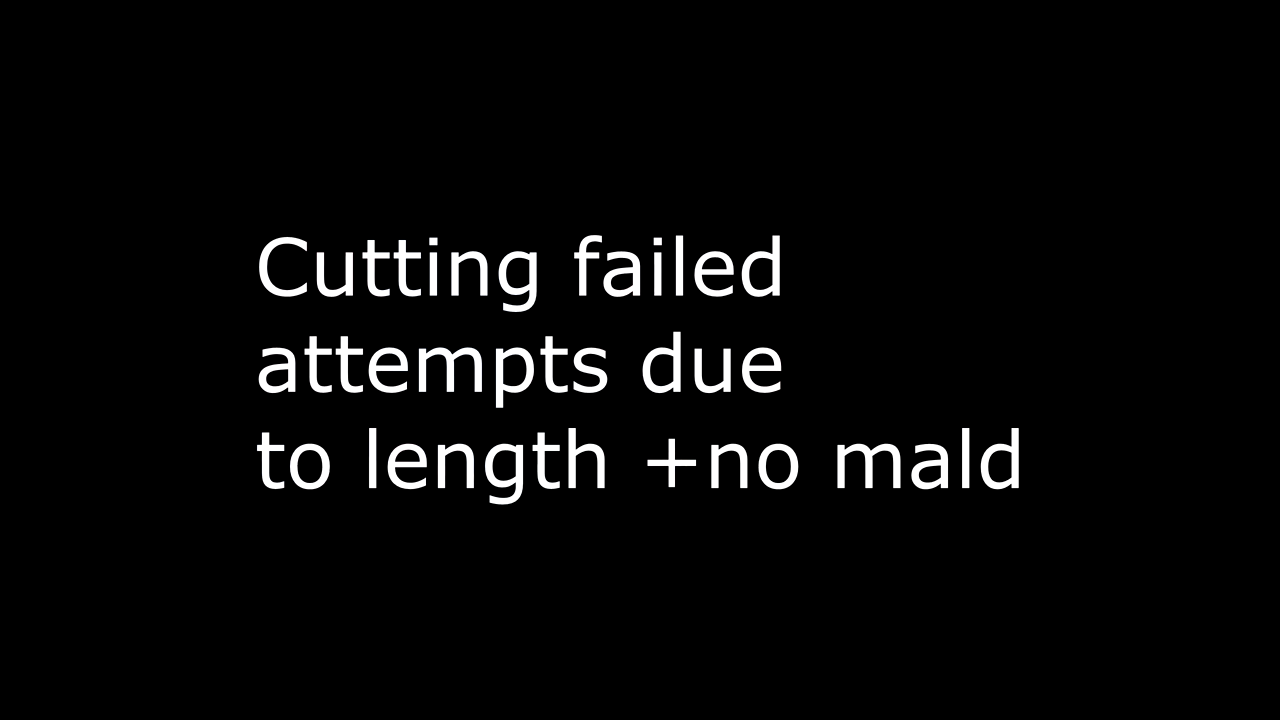 Cutting failed
attempts due
to length +no mald